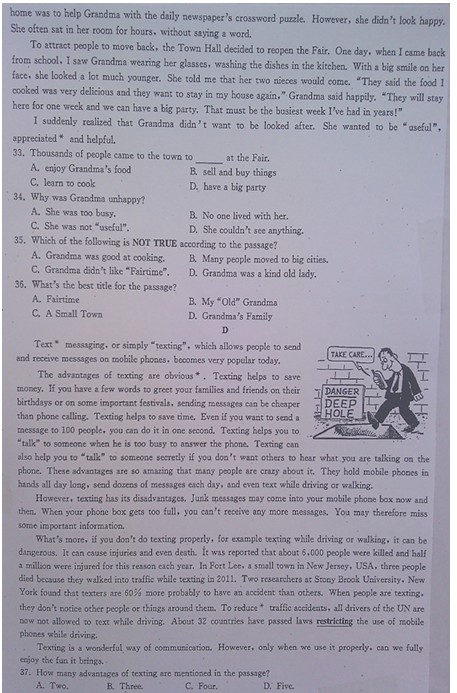 home was to help Grandma with the daily newspaper's crossword puzzle. However, she didn't look happy.
She often sat in her room for hours, without saying a word.
To attract people to move back, the Town Hall decided to reopen the Fair. One day, when I came back
from school, I saw Grandma wearing her glasses, washing the dishes in the kitchen. With a big smile on her
face, she looked a lot much younger. She told me that her two nieces would come. "They said the food I
cooked was very delicious and they want to stay in my house again," Grandma said happily. "They will stay
here for one week and we can have a big party. That must be the busiest week I've had in years!"
I suddenly realized that Grandma didn't want to be looked after. She wanted to be "useful",
appreciated* and helpful.
33. Thousands of people came to the town to _____ at the Fair.
A. enjoy Grandma's food B. sell and buy things
C. learn to cook D. have a big party
34. Why was Grandma unhappy?
A. She was too busy. B. No one lived with her.
C. She was not "useful". D. She couldn't see anything.
35. Which of the following is NOT TRUE according to the passage?
A. Grandma was good at cooking. B. Many people moved to big cities.
C. Grandma didn't like "Fairtime". D. Grandma was a kind old lady.
36. What's the best title for the passage?
A. Fairtime B. My "Old" Grandma
C. A Small Town D. Grandma's Family
D
Text* messaging, or simply "texting", which allows people to send
and receive messages on mobile phones, becomes very popular today.
The advantages of texting are obvious*. Texting helps to save
money. If you have a few words to greet your families and friends on their
birthdays or on some important festivals, sending messages can be cheaper
than phone calling. Texting helps to save time. Even if you want to send a
message to 100 people, you can do it in one second. Texting helps you to
"talk" to someone when he is too busy to answer the phone. Texting can
also help you to "talk" to someone secretly if you don't want others to hear what you are talking on the
phone. These advantages are so amazing that many people are crazy about it. They hold mobile phones in
hands all day long, send dozens of messages each day, and even text while driving or walking.
TAKE CARE...
DANGER
DEEP
HOLE
However, texting has its disadvantages. Junk messages may come into your mobile phone box now and
then. When your phone box gets too full, you can't receive any more messages. You may therefore miss
some important information.
What's more, if you don't do texting properly, for example texting while driving or walking, it can be
dangerous. It can cause injuries and even death. It was reported that about 6,000 people were killed and half
a million were injured for this reason each year. In Fort Lee, a small town in New Jersey, USA, three people
died because they walked into traffic while texting in 2011. Two researchers at Stony Brook University, New
York found that texters are 60% more probably to have an accident than others. When people are texting,
they don't notice other people or things around them. To reduce* traffic accidents, all drivers of the UN are
now not allowed to text while driving. About 32 countries have passed laws restricting the use of mobile
phones while driving.
Texting is a wonderful way of communication. However, only when we use it properly, can we fully
enjoy the fun it brings.
37. How many advantages of texting are mentioned in the passage?
A. Two. B. Three. C. Four. D. Five.